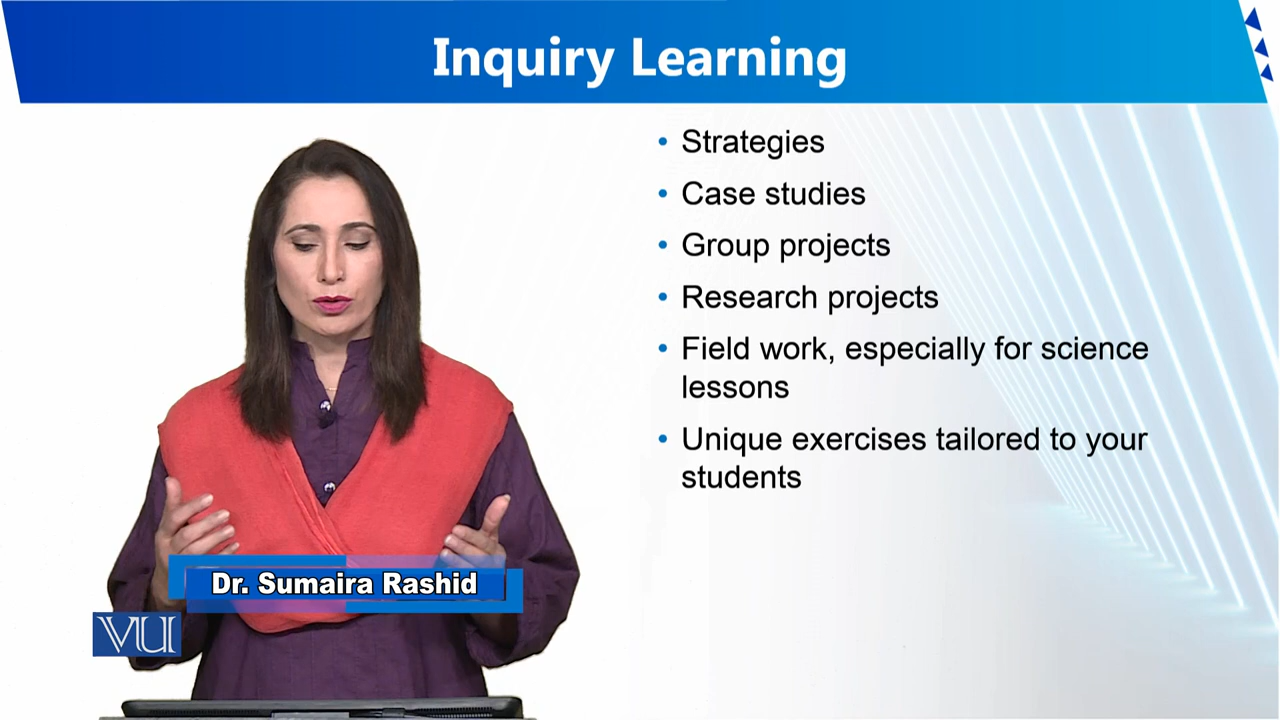 Inquiry Learning
• Strategies
• Case studies
• Group projects
• Research projects
• Field work, especially for science
lessons
• Unique exercises tailored to your
students
Dr. Sumaira Rashid
VU